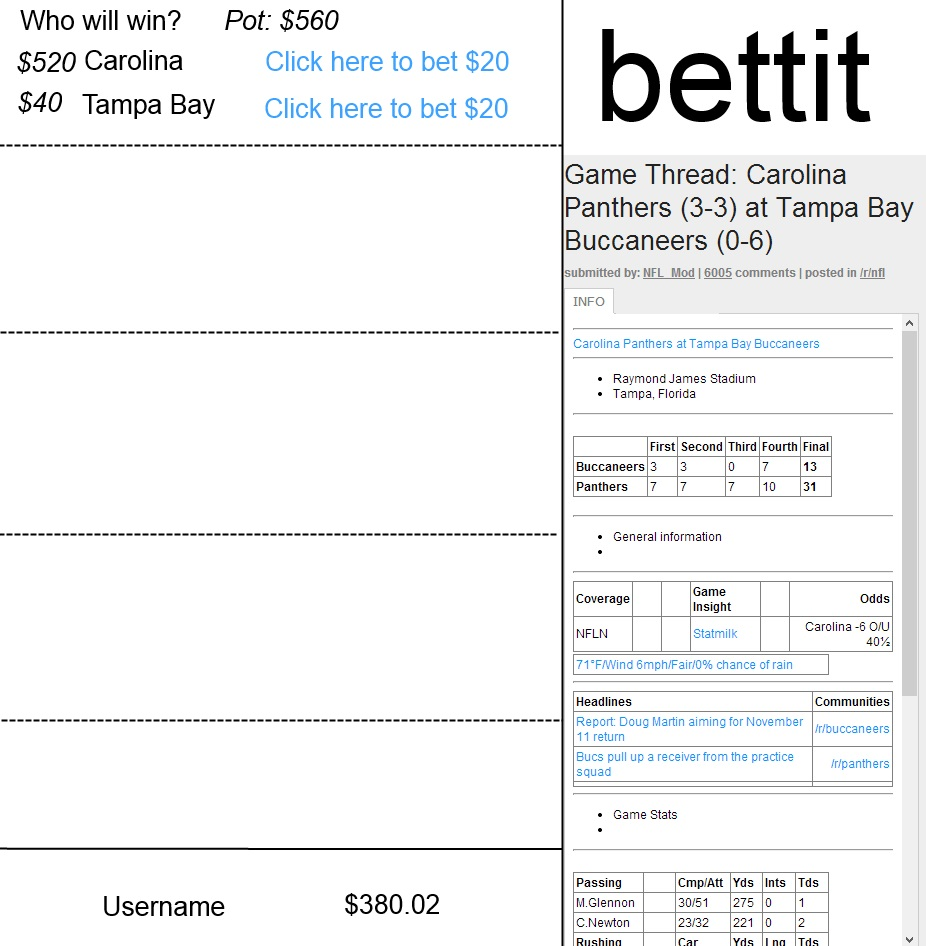 Who will win? Pot: $560
$520 Carolina Click here to bet $20
$40 Tampa Bay Click here to bet $20
Username $380.02
bettit
Game Thread: Carolina
Panthers (3-3) at Tampa Bay
Buccaneers (0-6)
submitted by: NFL_Mod | 6005 comments | posted in /r/nfl
INFO
Carolina Panthers at Tampa Bay Buccaneers
• Raymond James Stadium
• Tampa, Florida
First Second Third Fourth Final
Buccaneers 3 3 0 7 13
Panthers 7 7 7 10 31
• General information
•
Coverage Game Insight Odds
NFLN Statmilk Carolina -6 O/U 40½
71°F/Wind 6mph/Fair/0% chance of rain
Headlines Communities
Report: Doug Martin aiming for November 11 return /r/buccaneers
Bucs pull up a receiver from the practice squad /r/panthers
• Game Stats
•
Passing Cmp/Att Yds Ints Tds
M.Glennon 30/51 275 0 1
C.Newton 23/32 221 0 2
Rushing Car Yds Lng Tds